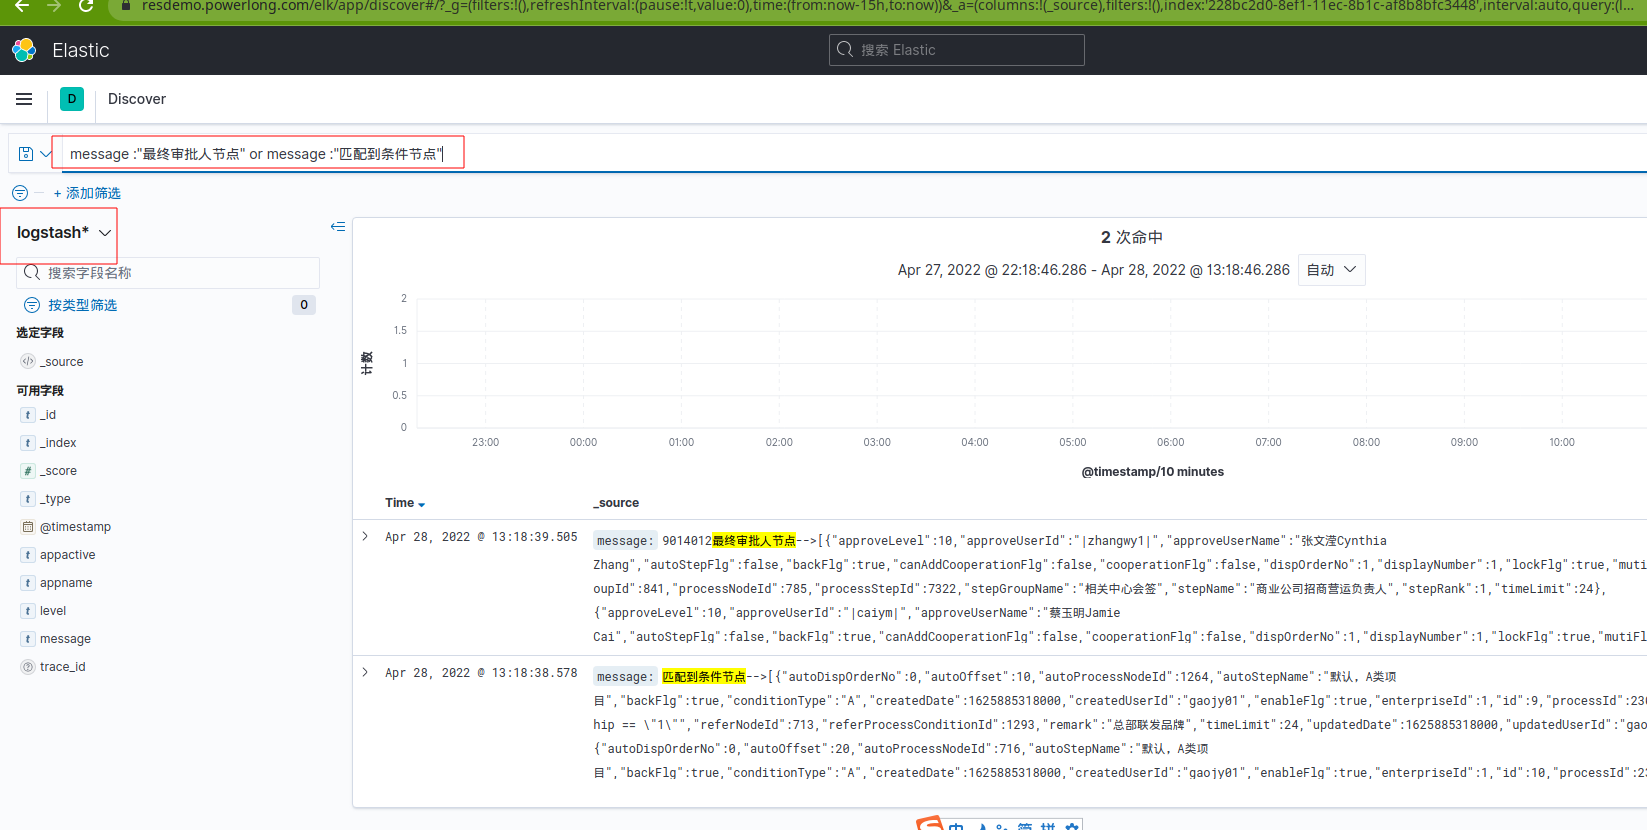 resdemo.powerlong.com/elk/app/discover#/?_g=(filters:!(),refreshInterval:(pause:!t,value:0),time:(from:now-15h,to:now))&_a=(columns:!(_source),filters:!(),index:'228bc2d0-8ef1-11ec-8b1c-af8b8bfc3448',interval:auto,query:(l...
Elastic
搜索 Elastic
D
Discover
message :"最终审批人节点" or message :"匹配到条件节点"
+ 添加筛选
logstash*
搜索字段名称
按类型筛选
0
选定字段
</> _source
可用字段
t _id
t _index
# _score
t _type
@timestamp
t appactive
t appname
t level
t message
? trace_id
2 次命中
Apr 27, 2022 @ 22:18:46.286 - Apr 28, 2022 @ 13:18:46.286
自动
计数
2
1.5
1
0.5
0
23:00 00:00 01:00 02:00 03:00 04:00 05:00 06:00 07:00 08:00 09:00 10:00
@timestamp/10 minutes
Time _source
Apr 28, 2022 @ 13:18:39.505
message: 9014012最终审批人节点-->[{"approveLevel":10,"approveUserId":"|zhangwy1|","approveUserName":"张文滢Cynthia
Zhang","autoStepFlg":false,"backFlg":true,"canAddCooperationFlg":false,"cooperationFlg":false,"dispOrderNo":1,"displayNumber":1,"lockFlg":true,"muti
oupId":841,"processNodeId":785,"processStepId":7322,"stepGroupName":"相关中心会签","stepName":"商业公司招商营运负责人","stepRank":1,"timeLimit":24},
{"approveLevel":10,"approveUserId":"|caiym|","approveUserName":"蔡玉明Jamie
Cai","autoStepFlg":false,"backFlg":true,"canAddCooperationFlg":false,"cooperationFlg":false,"dispOrderNo":1,"displayNumber":1,"lockFlg":true,"mutiFl
Apr 28, 2022 @ 13:18:38.578
message: 匹配到条件节点-->[{"autoDispOrderNo":0,"autoOffset":10,"autoProcessNodeId":1264,"autoStepName":"默认，A类项
目","backFlg":true,"conditionType":"A","createdDate":1625885318000,"createdUserId":"gaojy01","enableFlg":true,"enterpriseId":1,"id":9,"processId":230
hip == \"1\"","referNodeId":713,"referProcessConditionId":1293,"remark":"总部联发品牌","timeLimit":24,"updatedDate":1625885318000,"updatedUserId":"gao
{"autoDispOrderNo":0,"autoOffset":20,"autoProcessNodeId":716,"autoStepName":"默认，A类项
目","backFlg":true,"conditionType":"A","createdDate":1625885318000,"createdUserId":"gaojy01","enableFlg":true,"enterpriseId":1,"id":10,"processId":23